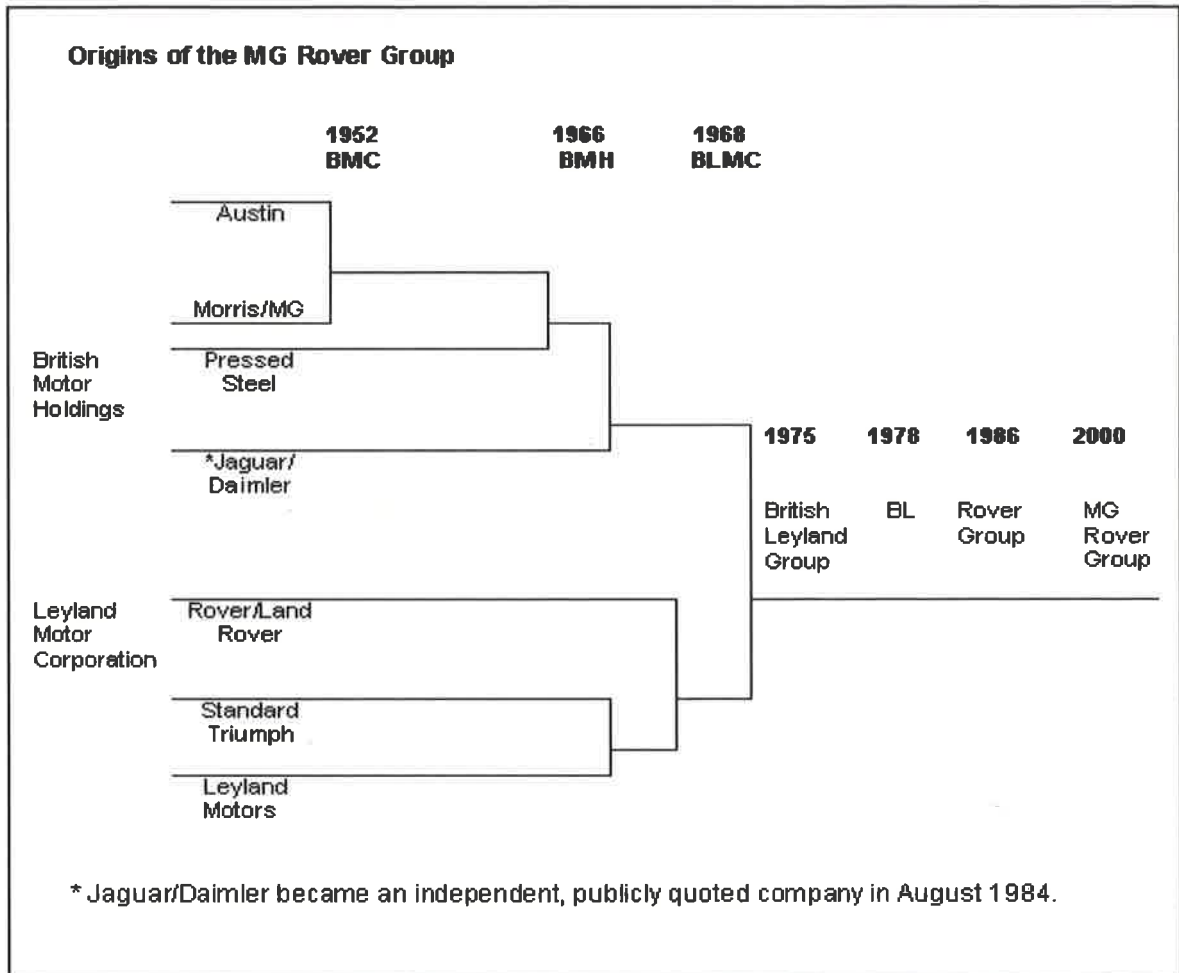 Origins of the MG Rover Group
1952 1966 1968
BMC BMH BLMC
Austin
Morris/MG
British
Motor
Holdings
Pressed
Steel
*Jaguar/
Daimler
1975 1978 1986 2000
British
Leyland
Group
BL
Rover
Group
MG
Rover
Group
Leyland
Motor
Corporation
Rover/Land
Rover
Standard
Triumph
Leyland
Motors
* Jaguar/Daimler became an independent, publicly quoted company in August 1984.